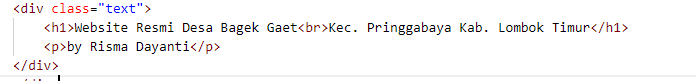 <div class="text">
<h1>Website Resmi Desa Bagek Gaet<br>Kec. Pringgabaya Kab. Lombok Timur</h1>
<p>by Risma Dayanti</p>
</div>